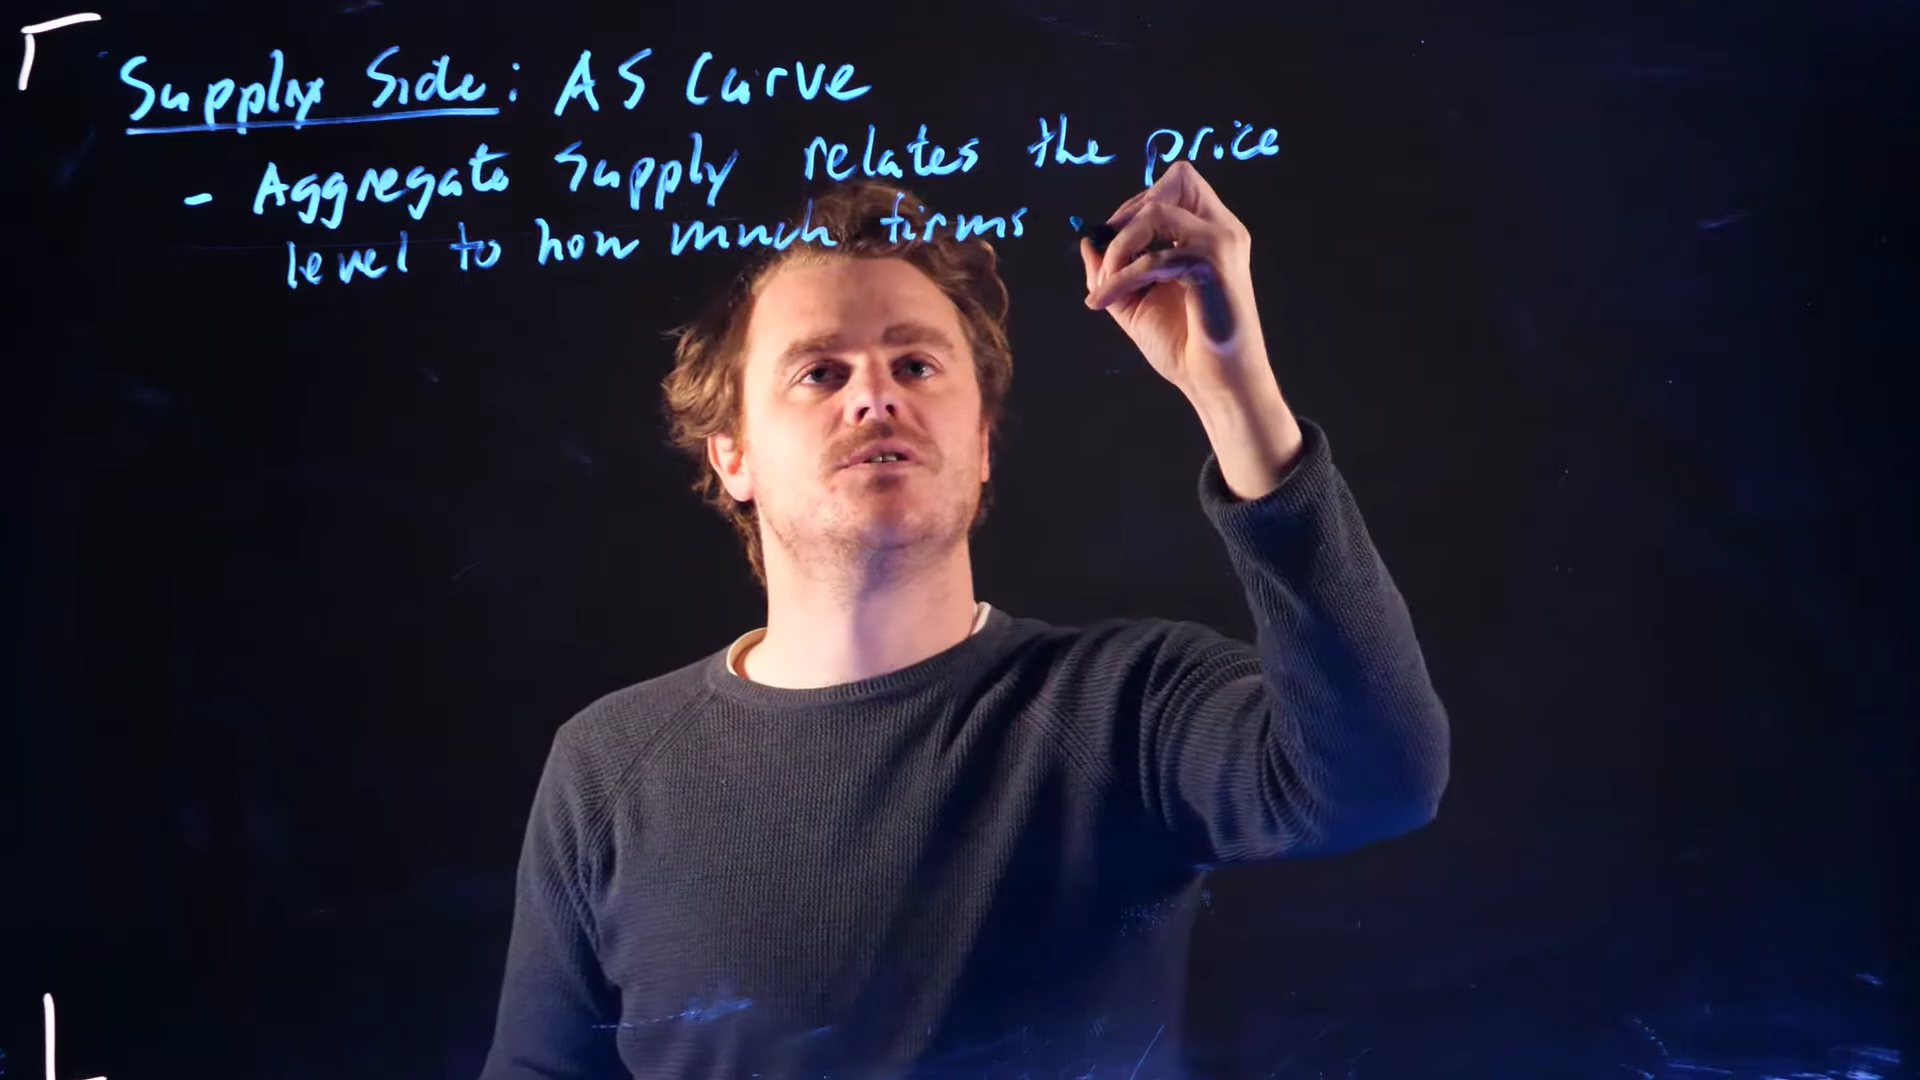 Supply Side: AS Curve
- Aggregate Supply relates the price
level to how much firms